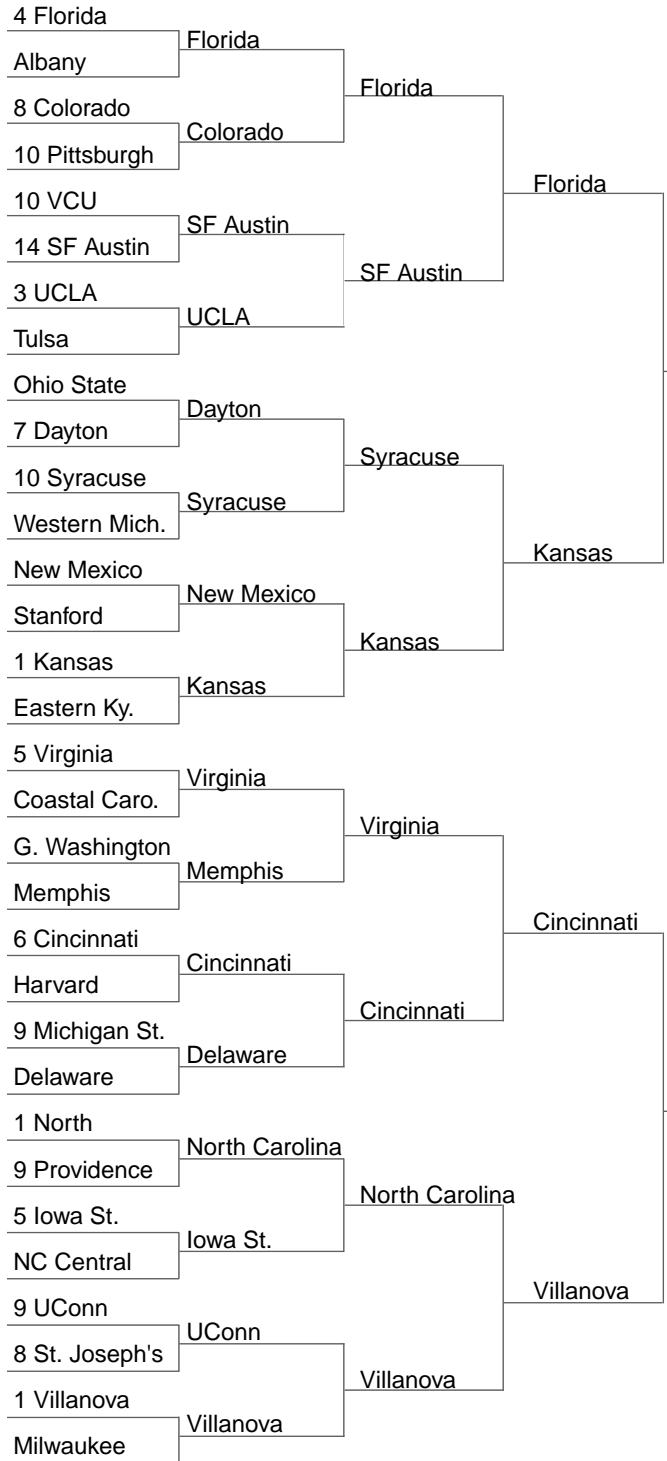 4 Florida
Florida
Albany
Florida
8 Colorado
Colorado
10 Pittsburgh
Florida
10 VCU
SF Austin
14 SF Austin
SF Austin
3 UCLA
UCLA
Tulsa
Ohio State
Dayton
7 Dayton
Syracuse
10 Syracuse
Syracuse
Western Mich.
Kansas
New Mexico
New Mexico
Stanford
Kansas
1 Kansas
Kansas
Eastern Ky.
5 Virginia
Virginia
Coastal Caro.
Virginia
G. Washington
Memphis
Memphis
Cincinnati
6 Cincinnati
Cincinnati
Harvard
Cincinnati
9 Michigan St.
Delaware
Delaware
1 North
North Carolina
9 Providence
North Carolina
5 Iowa St.
Iowa St.
NC Central
Villanova
9 UConn
UConn
8 St. Joseph's
Villanova
1 Villanova
Villanova
Milwaukee